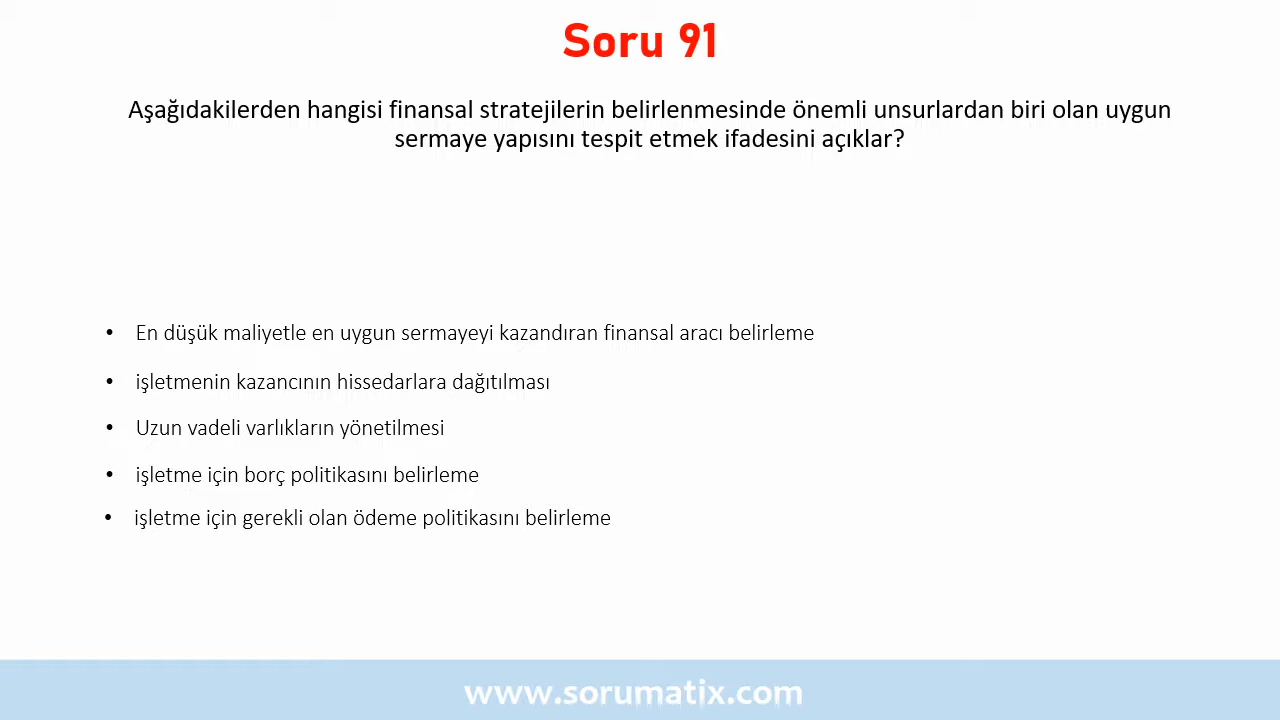 Soru 91
Aşağıdakilerden hangisi finansal stratejilerin belirlenmesinde önemli unsurlardan biri olan uygun
sermaye yapısını tespit etmek ifadesini açıklar?
• En düşük maliyetle en uygun sermayeyi kazandıran finansal aracı belirleme
• işletmenin kazancının hissedarlara dağıtılması
• Uzun vadeli varlıkların yönetilmesi
• işletme için borç politikasını belirleme
• işletme için gerekli olan ödeme politikasını belirleme
www.sorumatix.com